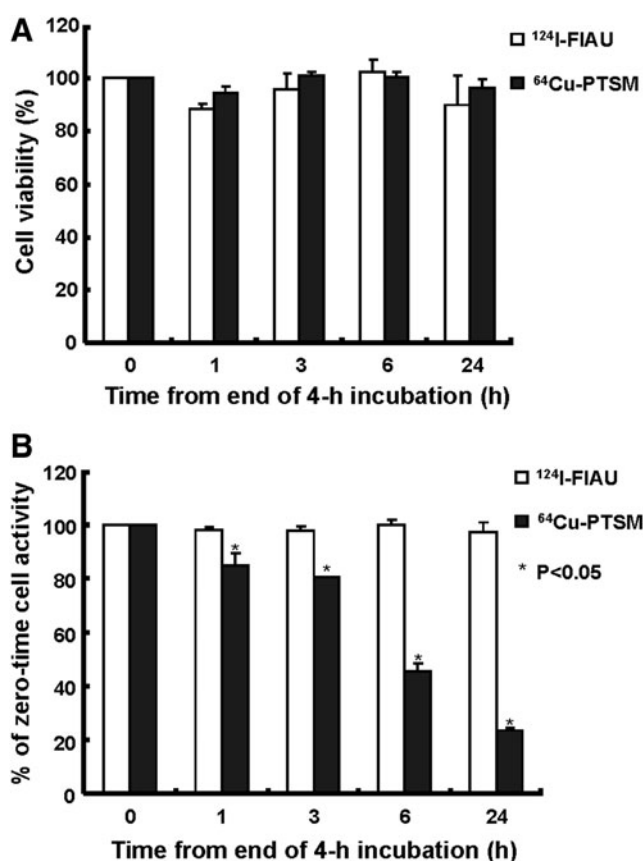 A
¹²⁴I-FIAU
⁶⁴Cu-PTSM
Cell viability (%)
120
100
80
60
40
20
0
0 1 3 6 24
Time from end of 4-h incubation (h)
B
¹²⁴I-FIAU
⁶⁴Cu-PTSM
* P<0.05
% of zero-time cell activity
120
100
80
60
40
20
0
*
*
*
*
0 1 3 6 24
Time from end of 4-h incubation (h)